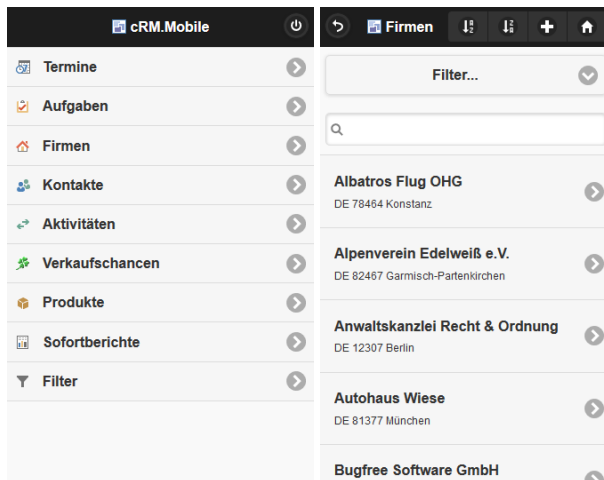 cRM.Mobile
Termine
Aufgaben
Firmen
Kontakte
Aktivitäten
Verkaufschancen
Produkte
Sofortberichte
Filter
Firmen
Filter...
Albatros Flug OHG
DE 78464 Konstanz
Alpenverein Edelweiß e.V.
DE 82467 Garmisch-Partenkirchen
Anwaltskanzlei Recht & Ordnung
DE 12307 Berlin
Autohaus Wiese
DE 81377 München
Bugfree Software GmbH